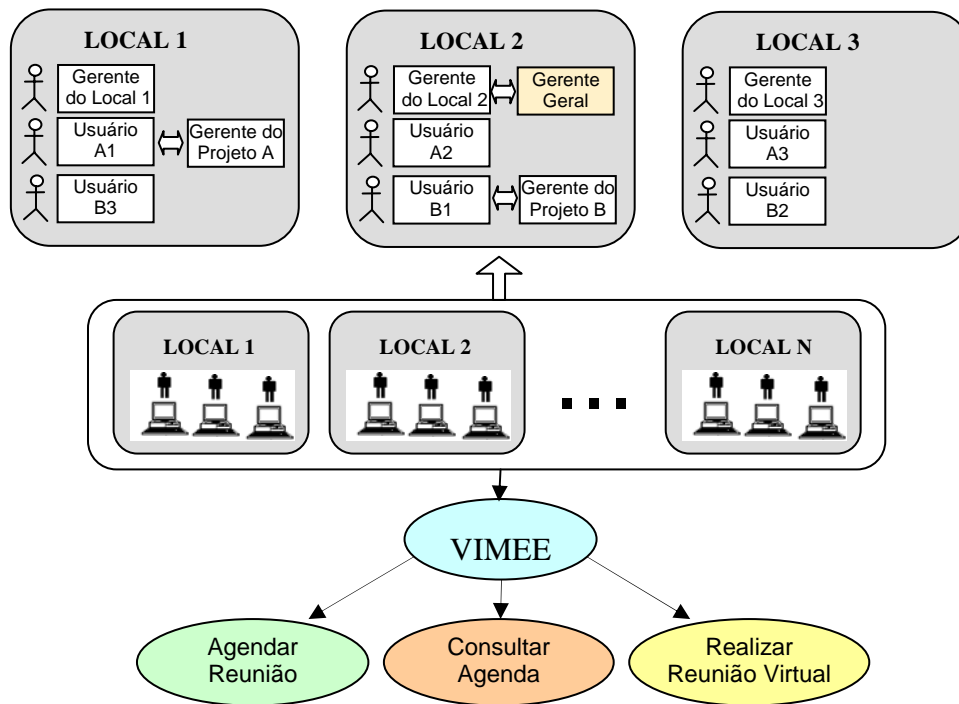 LOCAL 1
Gerente
do Local 1
Usuário
A1
Gerente do
Projeto A
Usuário
B3
LOCAL 2
Gerente
do Local 2
Gerente
Geral
Usuário
A2
Usuário
B1
Gerente do
Projeto B
LOCAL 3
Gerente
do Local 3
Usuário
A3
Usuário
B2
LOCAL 1
LOCAL 2
...
LOCAL N
VIMEE
Agendar
Reunião
Consultar
Agenda
Realizar
Reunião Virtual